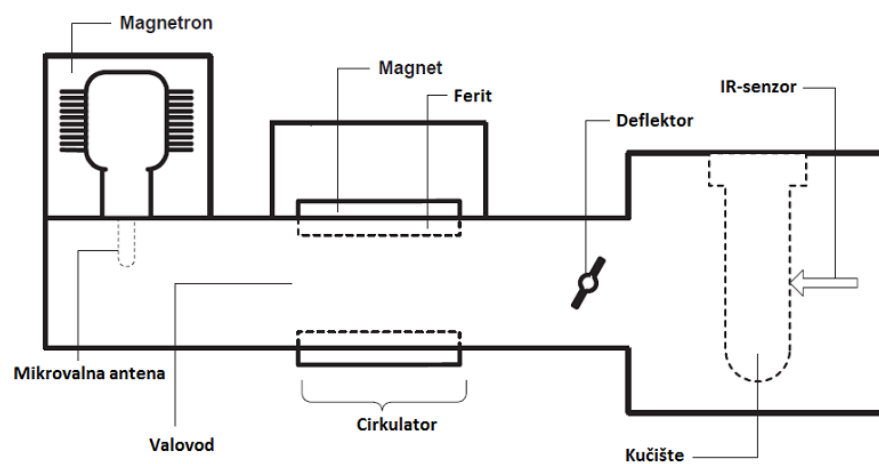 Magnetron
Magnet
Ferit
IR-senzor
Deflektor
Mikrovalna antena
Valovod
Cirkulator
Kučište